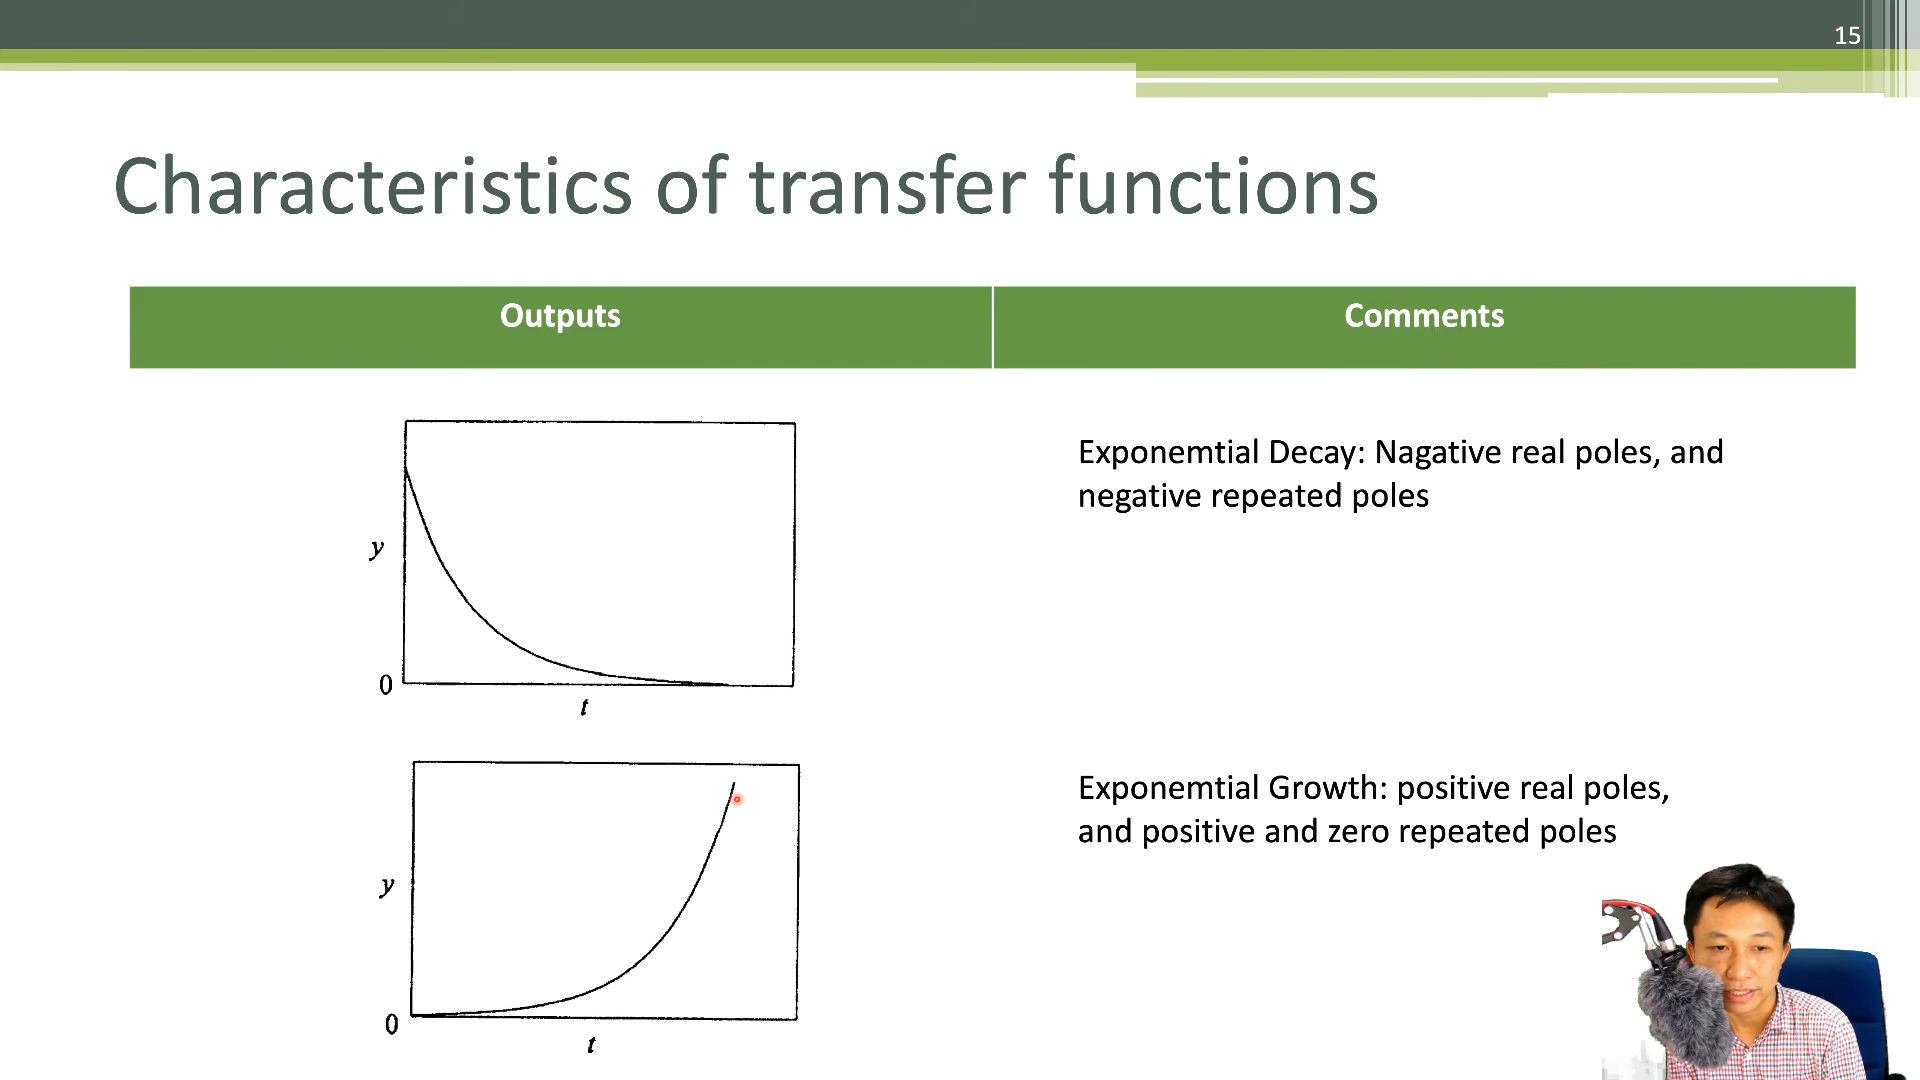 15
Characteristics of transfer functions
Outputs
Comments
y
0
t
Exponemtial Decay: Nagative real poles, and
negative repeated poles
y
0
t
Exponemtial Growth: positive real poles,
and positive and zero repeated poles